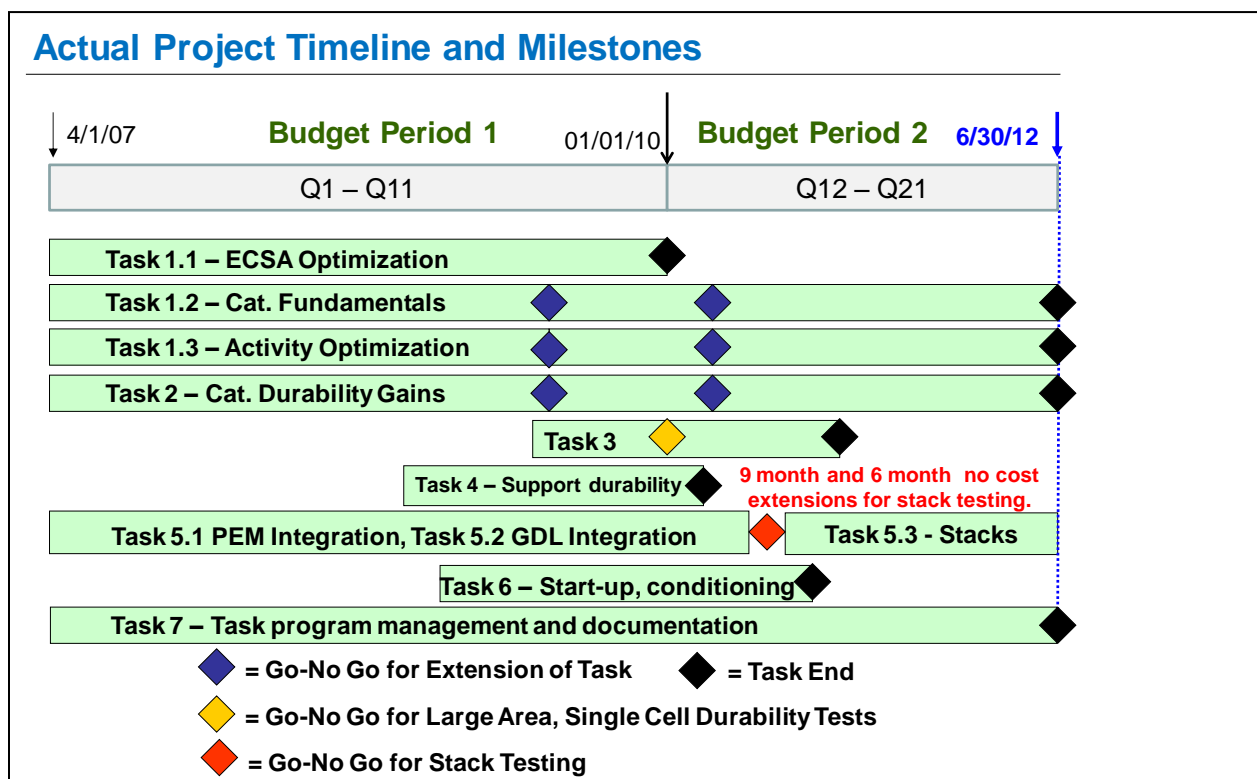 Actual Project Timeline and Milestones
4/1/07
Budget Period 1
01/01/10
Budget Period 2
6/30/12
Q1 – Q11
Q12 – Q21
Task 1.1 – ECSA Optimization
Task 1.2 – Cat. Fundamentals
Task 1.3 – Activity Optimization
Task 2 – Cat. Durability Gains
Task 3
Task 4 – Support durability
9 month and 6 month no cost
extensions for stack testing.
Task 5.1 PEM Integration, Task 5.2 GDL Integration
Task 5.3 - Stacks
Task 6 – Start-up, conditioning
Task 7 – Task program management and documentation
= Go-No Go for Extension of Task
= Task End
= Go-No Go for Large Area, Single Cell Durability Tests
= Go-No Go for Stack Testing